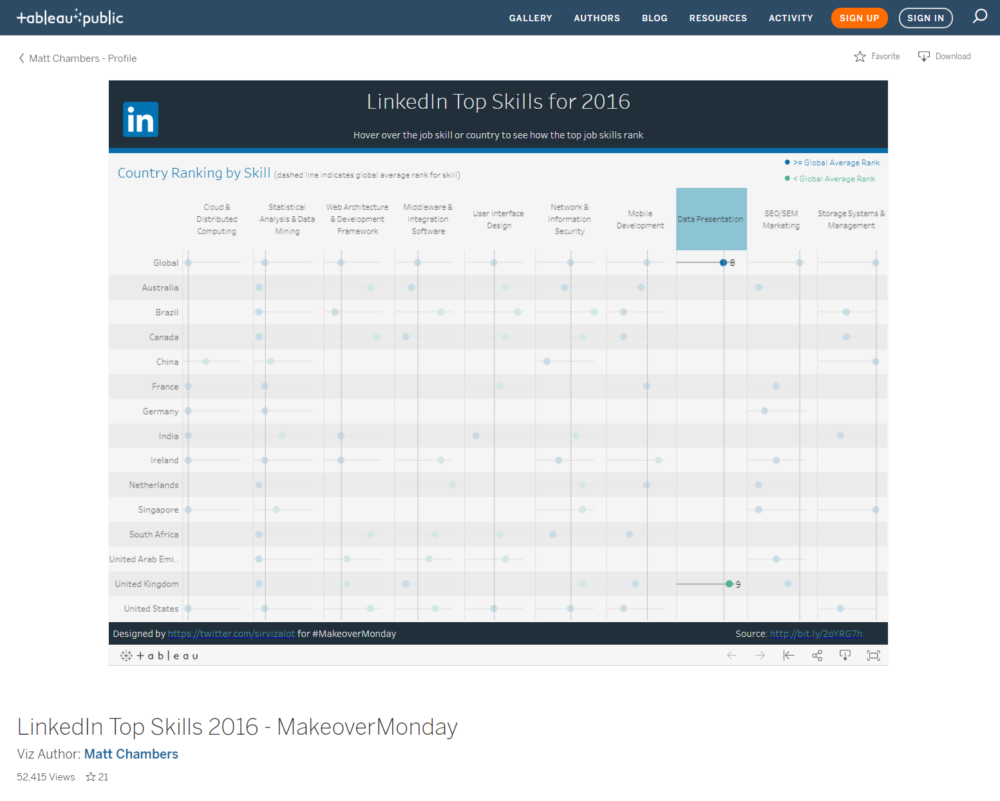 tableau public
GALLERY AUTHORS BLOG RESOURCES ACTIVITY SIGN UP SIGN IN
Matt Chambers - Profile
Favorite Download
in
LinkedIn Top Skills for 2016
Hover over the job skill or country to see how the top job skills rank
Country Ranking by Skill (dashed line indicates global average rank for skill)
>= Global Average Rank
< Global Average Rank
Cloud &
Distributed
Computing
Statistical
Analysis & Data
Mining
Web Architecture
& Development
Framework
Middleware &
Integration
Software
User Interface
Design
Network &
Information
Security
Mobile
Development
Data Presentation
SEO/SEM
Marketing
Storage Systems &
Management
Global 8
Australia
Brazil
Canada
China
France
Germany
India
Ireland
Netherlands
Singapore
South Africa
United Arab Emi..
United Kingdom 9
United States
Designed by https://twitter.com/sirvizalot for #MakeoverMonday
Source: http://bit.ly/2oYRG7h
+ a b l e a u
LinkedIn Top Skills 2016 - MakeoverMonday
Viz Author: Matt Chambers
52,415 Views 21